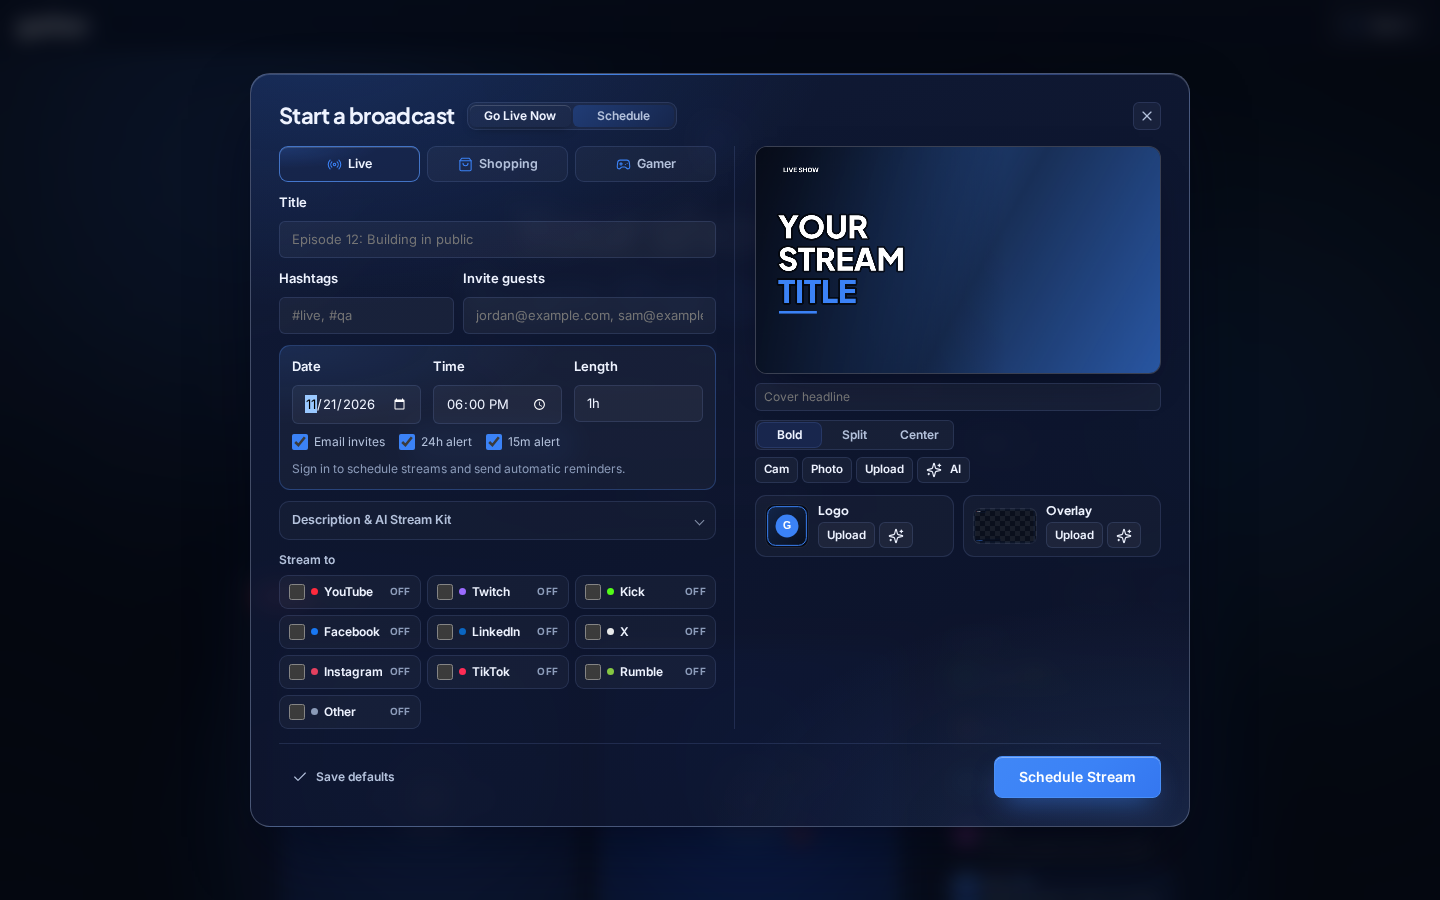 Start a broadcast
Go Live Now
Schedule
Live
Shopping
Gamer
Title
Episode 12: Building in public
Hashtags
Invite guests
#live, #qa
jordan@example.com, sam@example
Date
Time
Length
11/21/2026
06:00 PM
1h
Email invites
24h alert
15m alert
Sign in to schedule streams and send automatic reminders.
Description & AI Stream Kit
Stream to
YouTube OFF
Twitch OFF
Kick OFF
Facebook OFF
LinkedIn OFF
X OFF
Instagram OFF
TikTok OFF
Rumble OFF
Other OFF
LIVE SHOW
YOUR
STREAM
TITLE
Cover headline
Bold
Split
Center
Cam
Photo
Upload
AI
G
Logo
Upload
Overlay
Upload
Save defaults
Schedule Stream